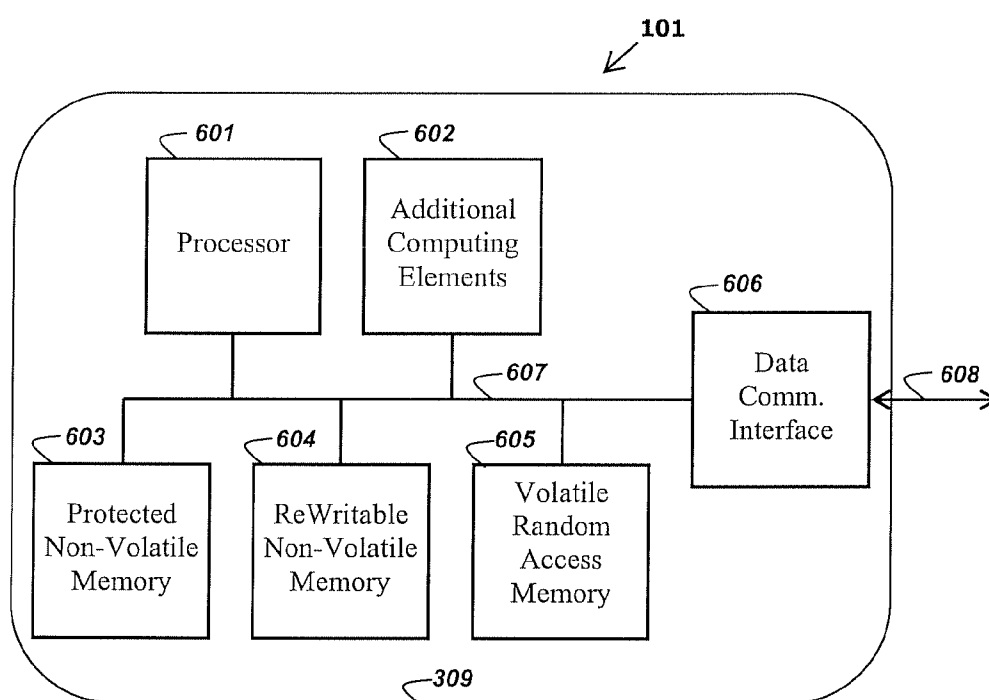 101
601
602
Processor
Additional
Computing
Elements
606
Data
Comm.
Interface
607
608
603
604
605
Protected
Non-Volatile
Memory
ReWritable
Non-Volatile
Memory
Volatile
Random
Access
Memory
309